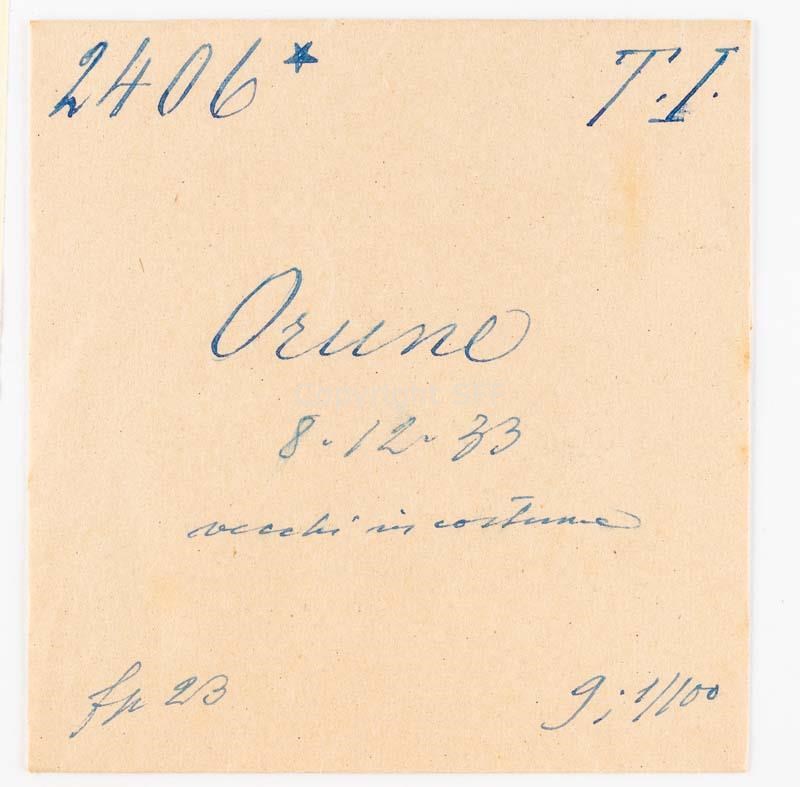 2406* T.I.
Orune
8.12.33
vecchi in costume
fp 23 9; 1/100